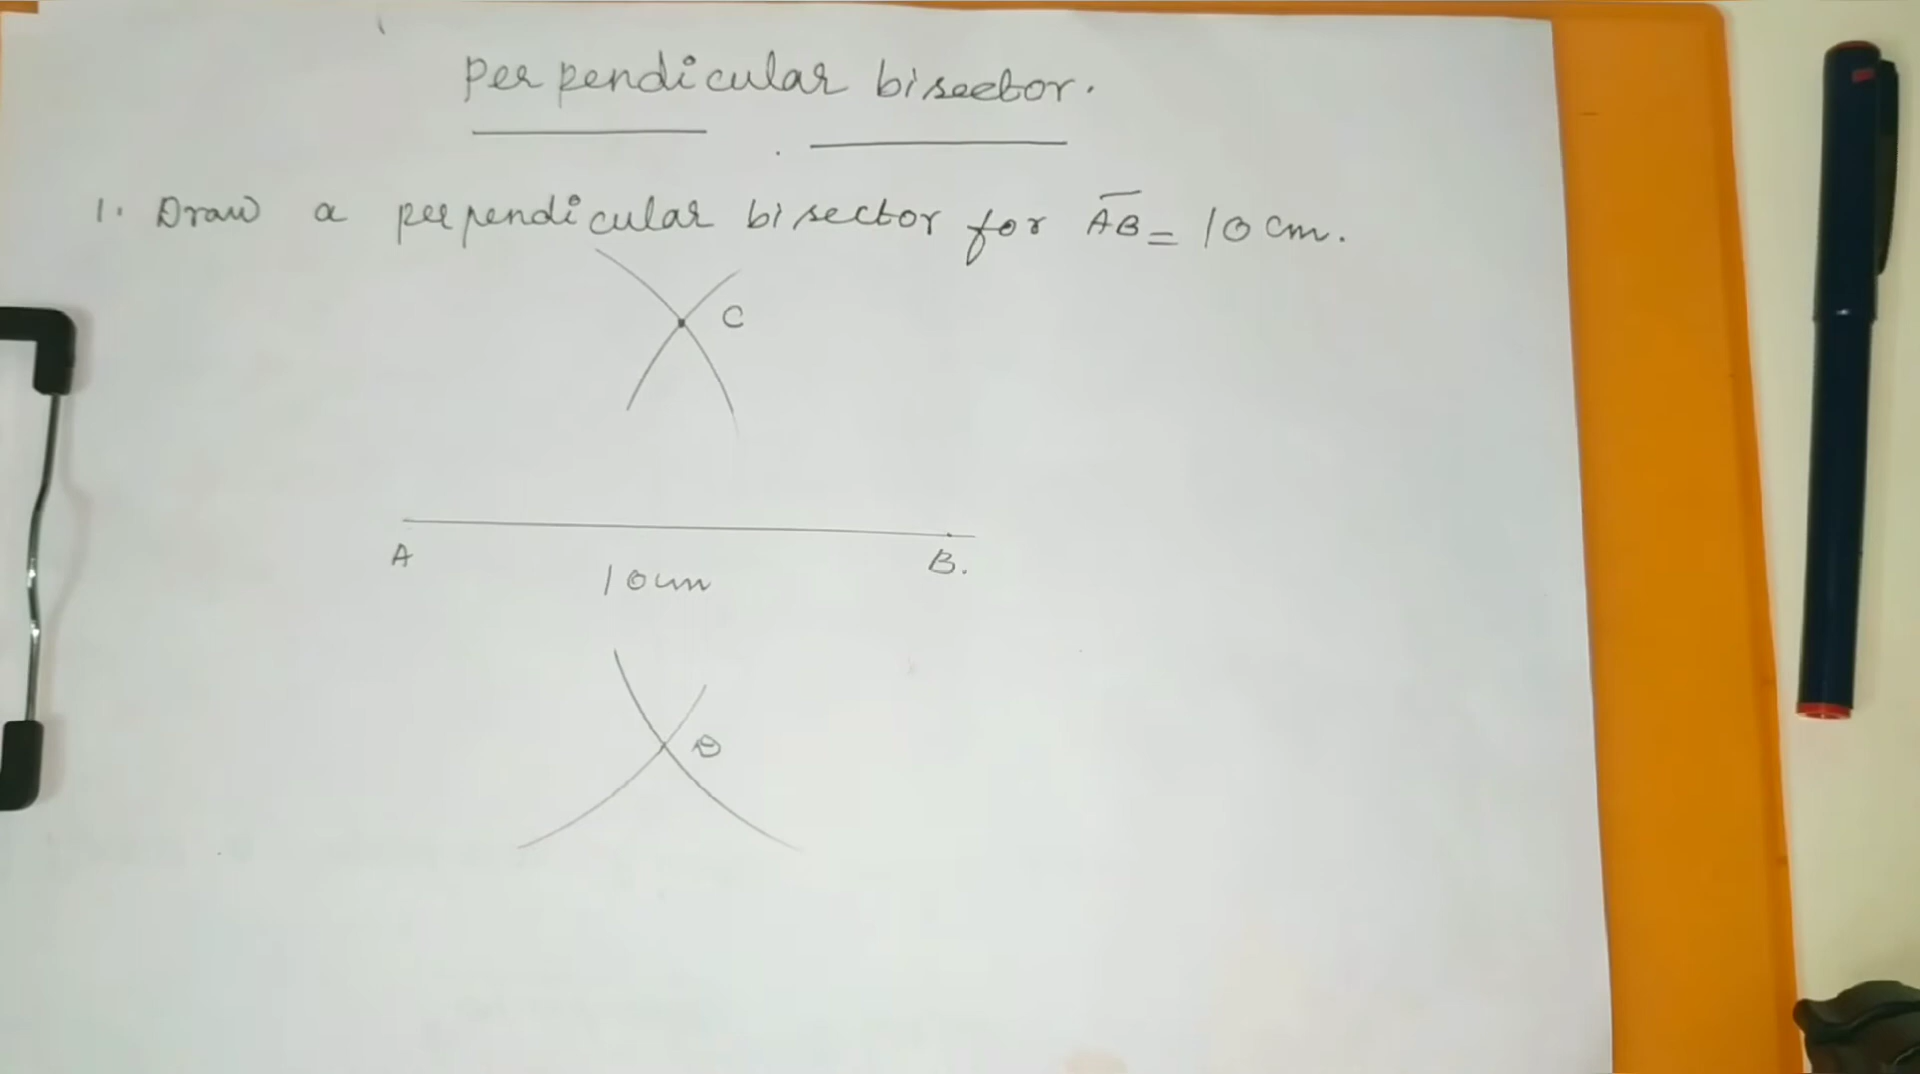 Perpendicular bisector.
1. Draw a perpendicular bisector for AB = 10 cm.
C
A
B.
10cm
D